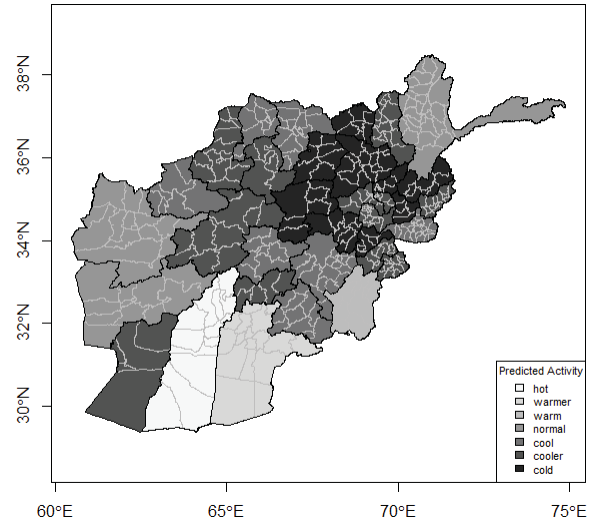 38°N
36°N
34°N
32°N
30°N
Predicted Activity
hot
warmer
warm
normal
cool
cooler
cold
60°E 65°E 70°E 75°E